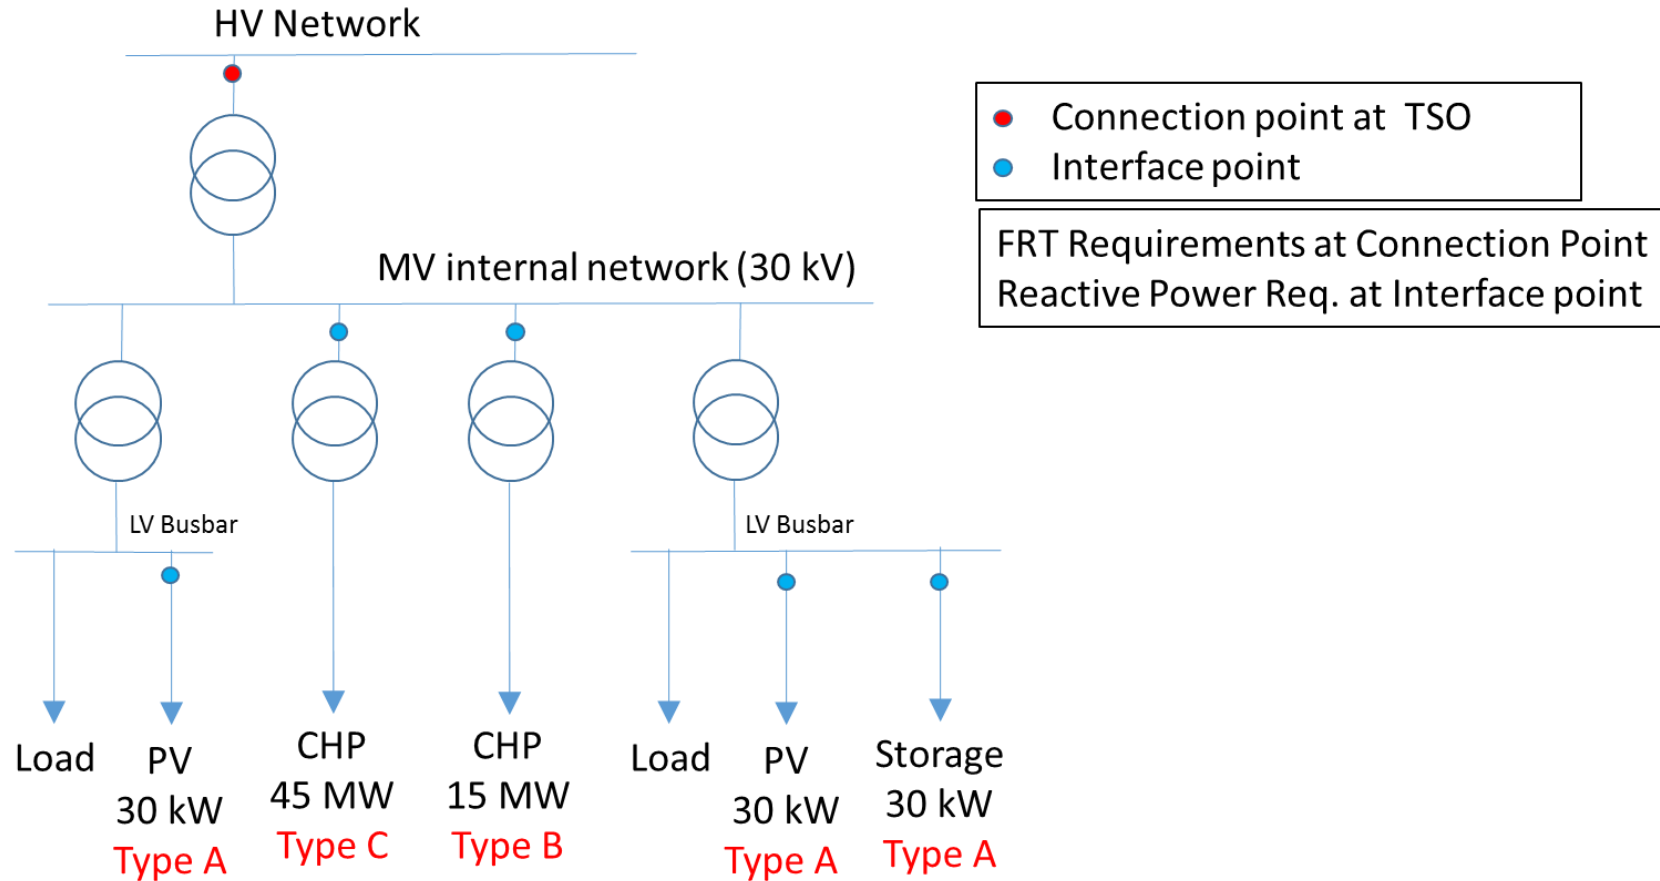 HV Network
Connection point at TSO
Interface point
FRT Requirements at Connection Point
Reactive Power Req. at Interface point
MV internal network (30 kV)
LV Busbar
LV Busbar
Load
PV
30 kW
Type A
CHP
45 MW
Type C
CHP
15 MW
Type B
Load
PV
30 kW
Type A
Storage
30 kW
Type A